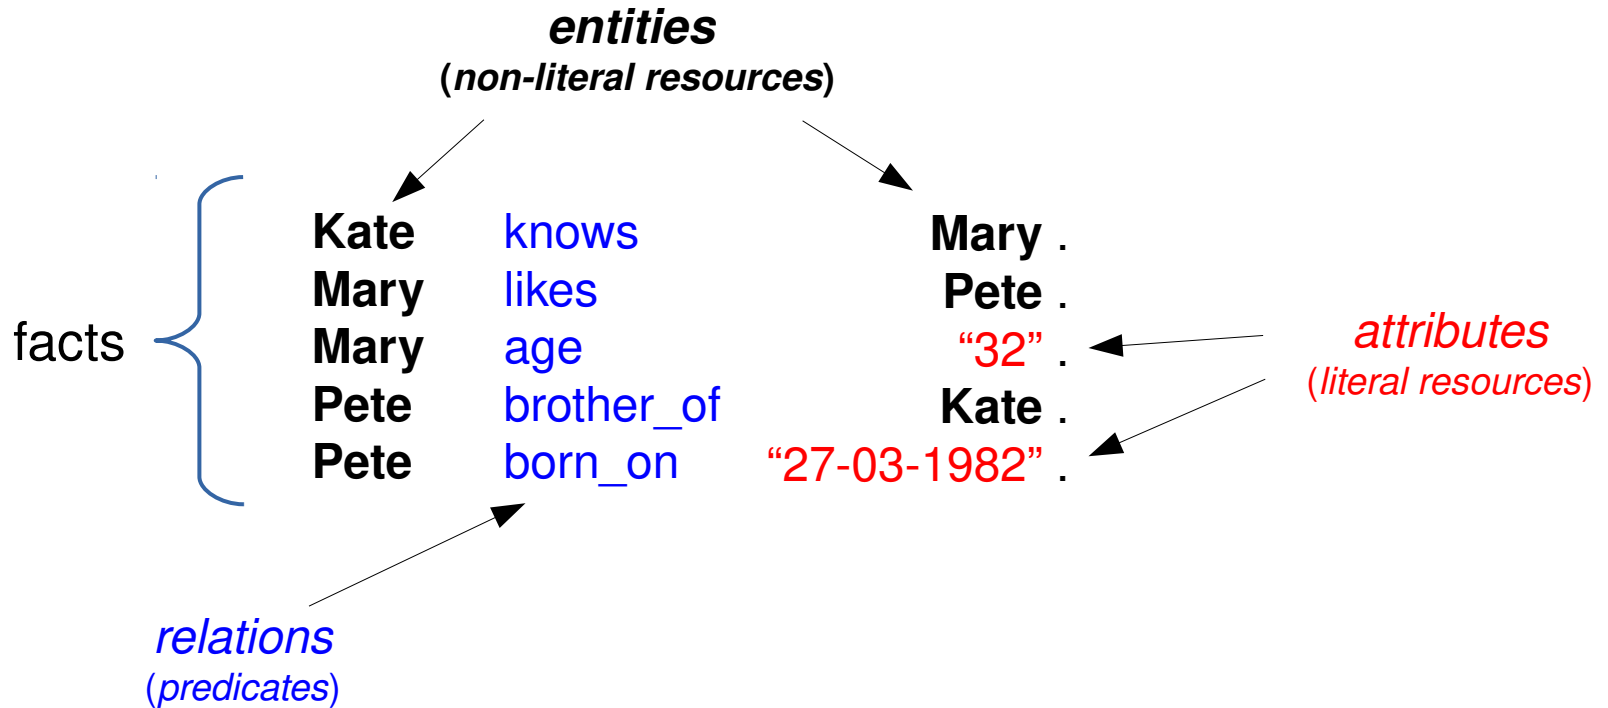 entities
(non-literal resources)
Kate knows Mary .
Mary likes Pete .
facts
Mary age “32” .
attributes
(literal resources)
Pete brother_of Kate .
Pete born_on “27-03-1982” .
relations
(predicates)